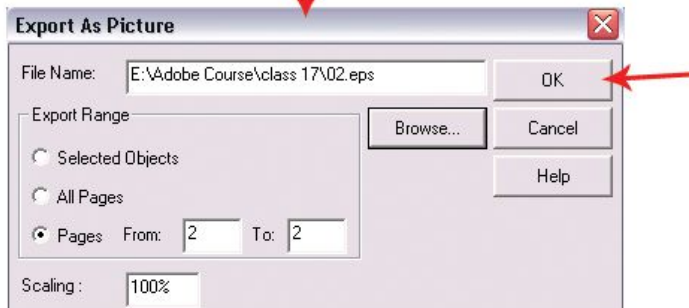 Export As Picture
File Name: E:\Adobe Course\class 17\02.eps
OK
Export Range
Browse...
Cancel
Selected Objects
Help
All Pages
Pages From: 2 To: 2
Scaling : 100%